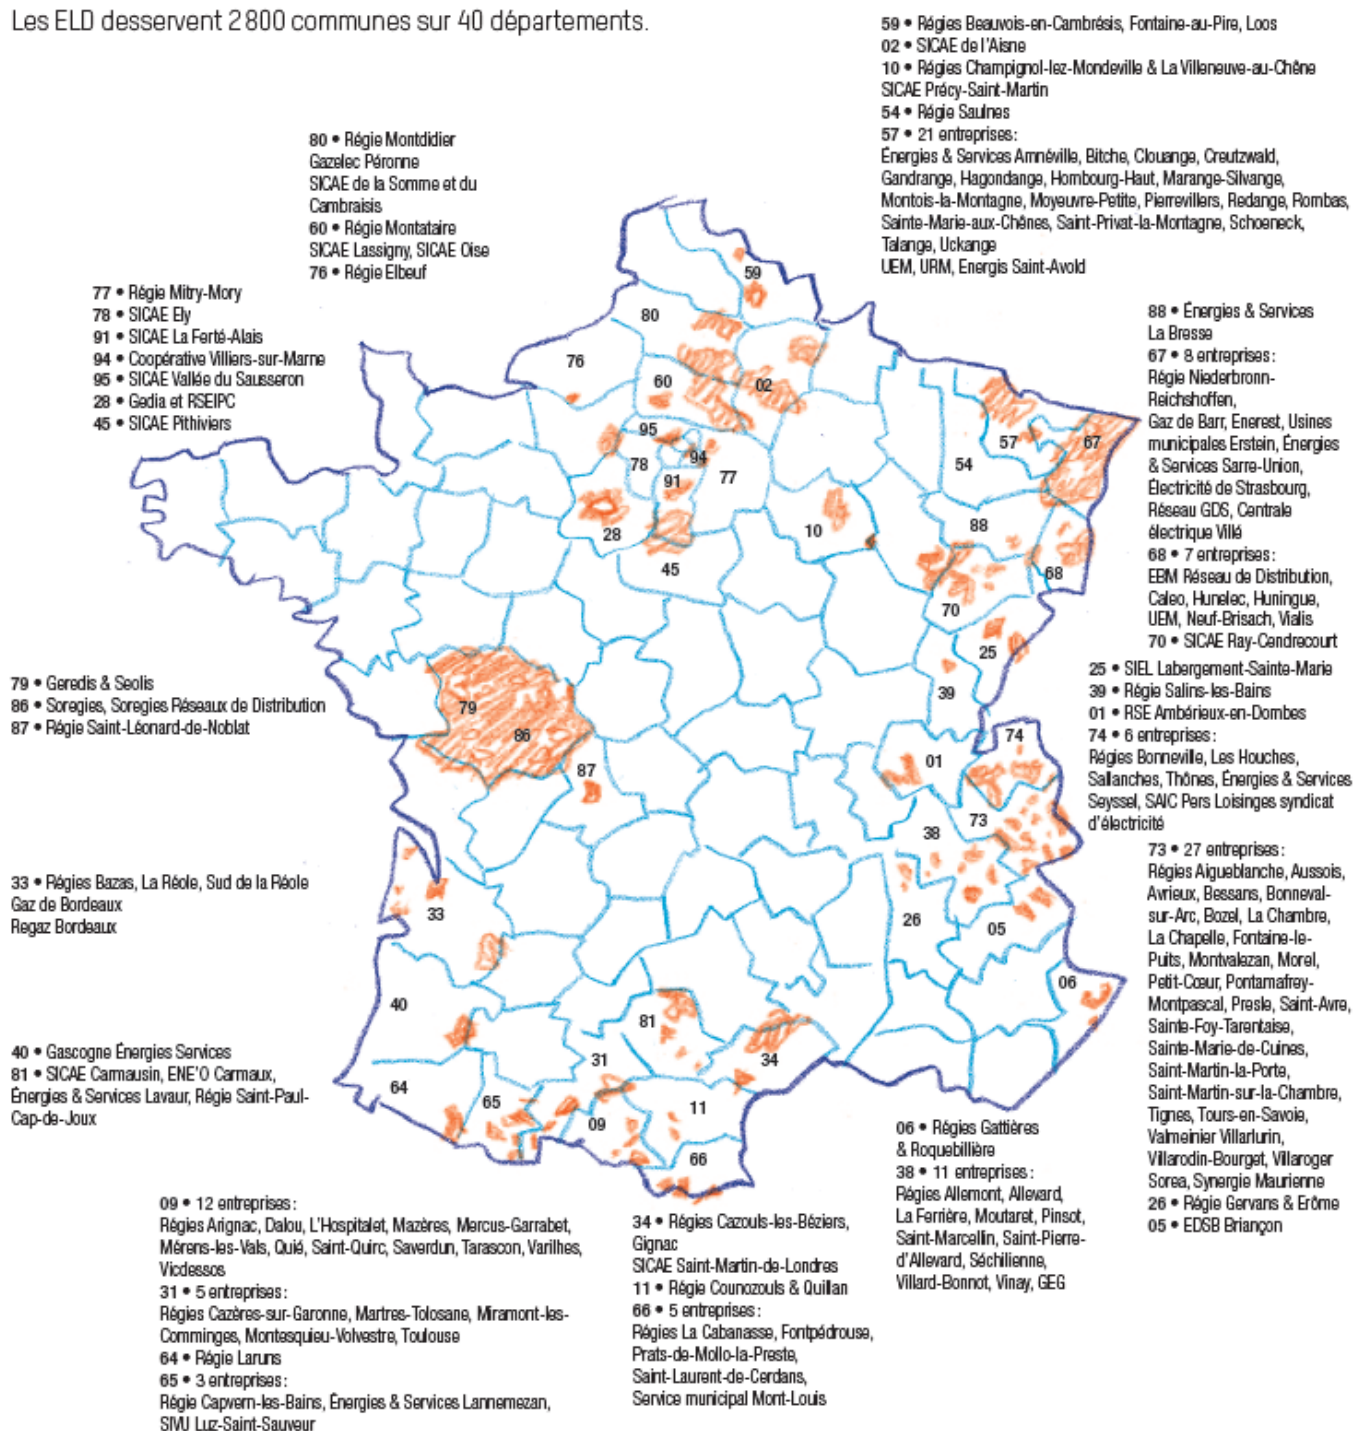 Les ELD desservent 2 800 communes sur 40 départements.
59 • Régies Beauvois-en-Cambrésis, Fontaine-au-Pire, Loos
02 • SICAE de l'Aisne
10 • Régies Champignol-lez-Mondeville & La Villeneuve-au-Chêne
SICAE Précy-Saint-Martin
54 • Régie Saulnes
57 • 21 entreprises :
Énergies & Services Amnéville, Bitche, Clouange, Creutzwald,
Gandrange, Hagondange, Hombourg-Haut, Marange-Silvange,
Montois-la-Montagne, Moyeuvre-Petite, Pierrevillers, Redange, Rombas,
Sainte-Marie-aux-Chênes, Saint-Privat-la-Montagne, Schoeneck,
Talange, Uckange
UEM, URM, Energis Saint-Avold
80 • Régie Montdidier
Gazelec Péronne
SICAE de la Somme et du
Cambraisis
60 • Régie Montataire
SICAE Lassigny, SICAE Oise
76 • Régie Elbeuf
77 • Régie Mitry-Mory
78 • SICAE Ely
91 • SICAE La Ferté-Alais
94 • Coopérative Villiers-sur-Marne
95 • SICAE Vallée du Sausseron
28 • Gedia et RSEIPC
45 • SICAE Pithiviers
88 • Énergies & Services
La Bresse
67 • 8 entreprises :
Régie Niederbronn-
Reichshoffen,
Gaz de Barr, Enerest, Usines
municipales Erstein, Énergies
& Services Sarre-Union,
Électricité de Strasbourg,
Réseau GDS, Centrale
électrique Villé
68 • 7 entreprises :
EBM Réseau de Distribution,
Caleo, Hunelec, Huningue,
UEM, Neuf-Brisach, Vialis
70 • SICAE Ray-Cendrecourt
25 • SIEL Labergement-Sainte-Marie
39 • Régie Salins-les-Bains
01 • RSE Ambérieux-en-Dombes
74 • 6 entreprises :
Régies Bonneville, Les Houches,
Sallanches, Thônes, Énergies & Services
Seyssel, SAIC Pers Loisinges syndicat
d'électricité
73 • 27 entreprises :
Régies Aigueblanche, Aussois,
Avrieux, Bessans, Bonneval-
sur-Arc, Bozel, La Chambre,
La Chapelle, Fontaine-le-
Puits, Montvalezan, Morel,
Petit-Cœur, Pontamafrey-
Montpascal, Presle, Saint-Avre,
Sainte-Foy-Tarentaise,
Sainte-Marie-de-Cuines,
Saint-Martin-la-Porte,
Saint-Martin-sur-la-Chambre,
Tignes, Tours-en-Savoie,
Valmeinier Villarlurin,
Villarodin-Bourget, Villaroger
Sorea, Synergie Maurienne
26 • Régie Gervans & Erôme
05 • EDSB Briançon
79 • Geredis & Seolis
86 • Soregies, Soregies Réseaux de Distribution
87 • Régie Saint-Léonard-de-Noblat
33 • Régies Bazas, La Réole, Sud de la Réole
Gaz de Bordeaux
Regaz Bordeaux
40 • Gascogne Énergies Services
81 • SICAE Carmausin, ENE'O Carmaux,
Énergies & Services Lavaur, Régie Saint-Paul-
Cap-de-Joux
09 • 12 entreprises :
Régies Arignac, Dalou, L'Hospitalet, Mazères, Mercus-Garrabet,
Mérens-les-Vals, Quié, Saint-Quirc, Saverdun, Tarascon, Varilhes,
Vicdessos
31 • 5 entreprises :
Régies Cazères-sur-Garonne, Martres-Tolosane, Miramont-les-
Comminges, Montesquieu-Volvestre, Toulouse
64 • Régie Laruns
65 • 3 entreprises :
Régie Capvern-les-Bains, Énergies & Services Lannemezan,
SIVU Luz-Saint-Sauveur
34 • Régies Cazouls-les-Béziers,
Gignac
SICAE Saint-Martin-de-Londres
11 • Régie Counozouls & Quillan
66 • 5 entreprises :
Régies La Cabanasse, Fontpédrouse,
Prats-de-Mollo-la-Preste,
Saint-Laurent-de-Cerdans,
Service municipal Mont-Louis
06 • Régies Gattières
& Roquebillière
38 • 11 entreprises :
Régies Allemont, Allevard,
La Ferrière, Moutaret, Pinsot,
Saint-Marcellin, Saint-Pierre-
d'Allevard, Séchilienne,
Villard-Bonnot, Vinay, GEG
59
80
76
60
02
95
94
78
91
77
57
67
54
28
10
88
45
68
70
25
39
79
86
87
74
01
73
38
33
26
05
06
40
81
31
34
64
65
09
11
66